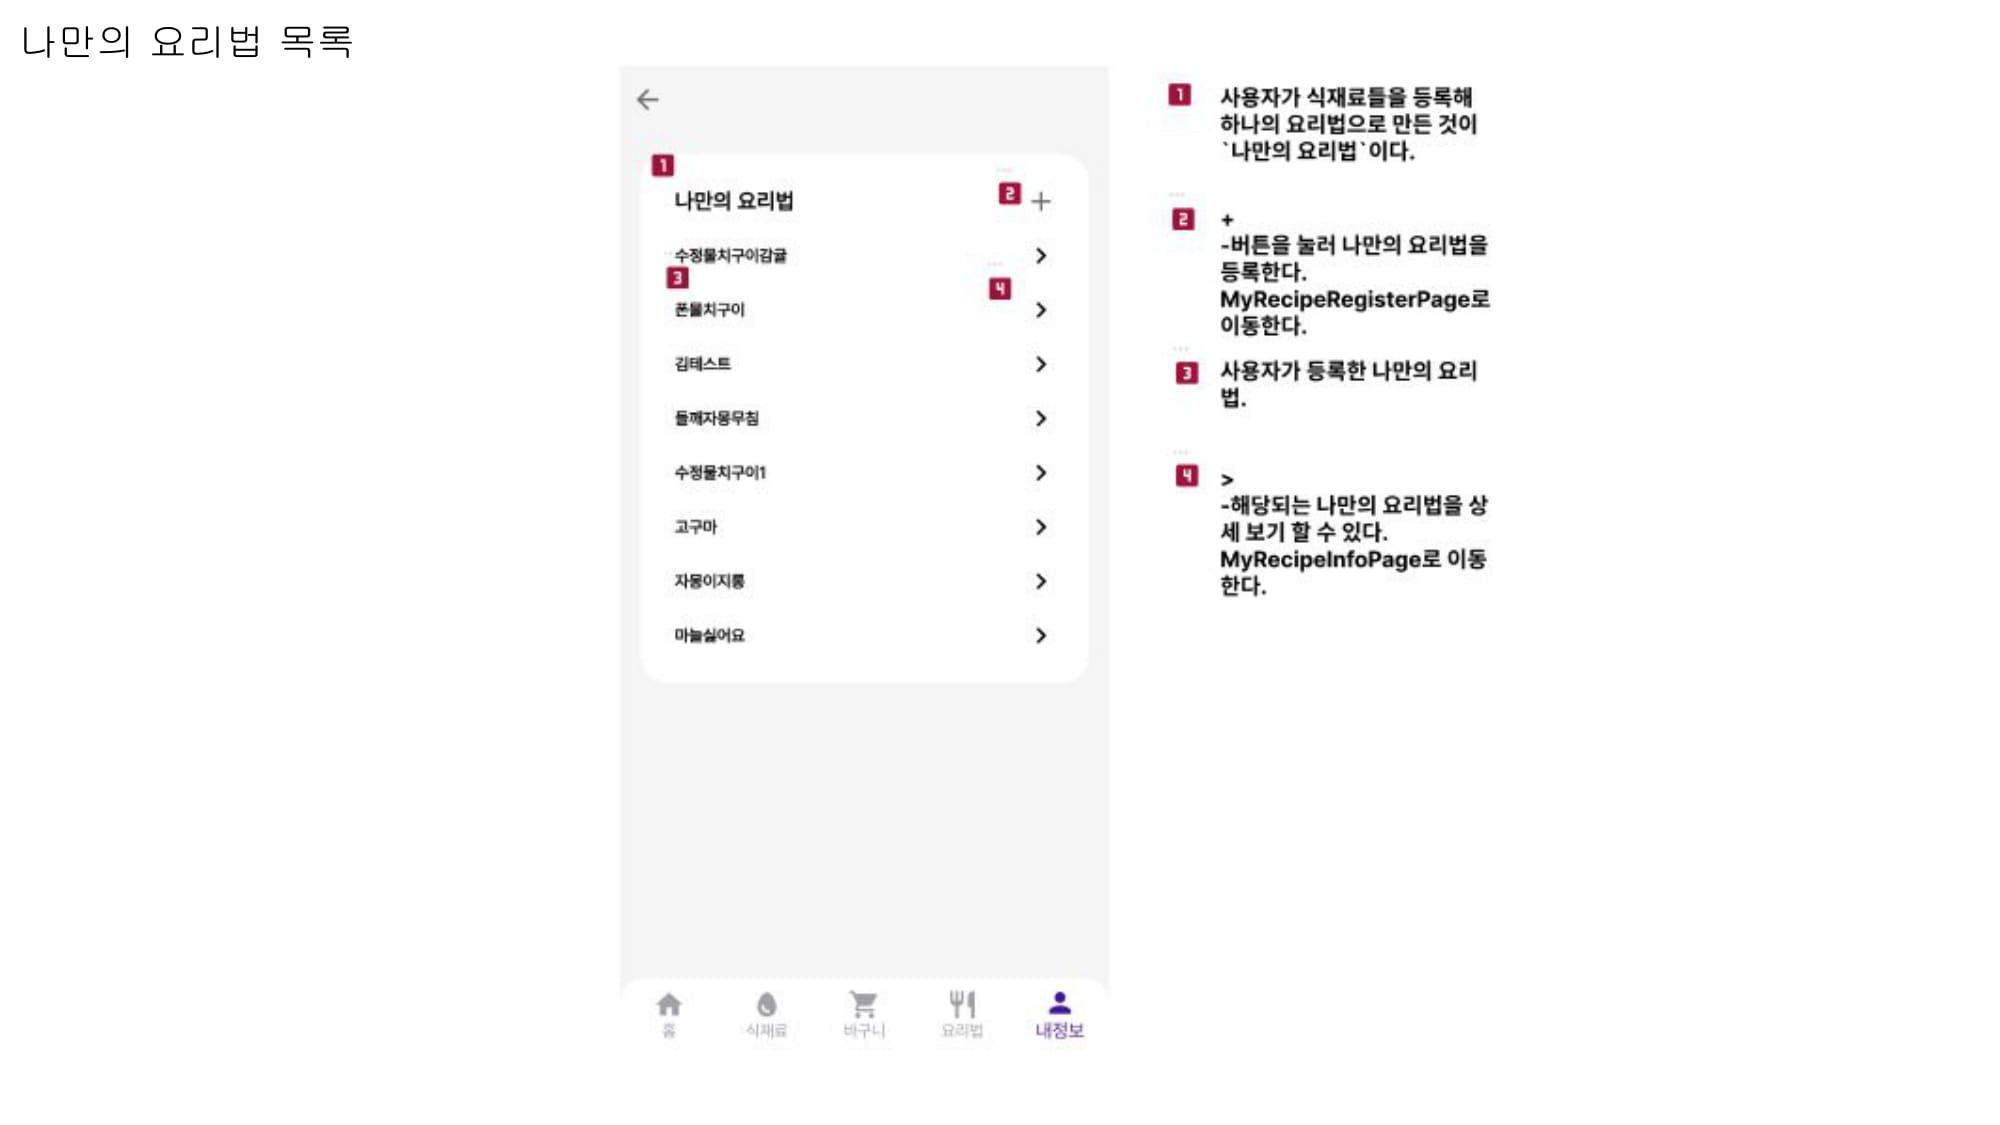 나만의 요리법 목록
1
나만의 요리법
2 +
수정물치구이감귤
3
4
폰물치구이
김테스트
들깨자몽무침
수정물치구이1
고구마
자몽이지롱
마늘싫어요
홈
식재료
바구니
요리법
내정보
1 사용자가 식재료들을 등록해
하나의 요리법으로 만든 것이
`나만의 요리법`이다.
2 +
-버튼을 눌러 나만의 요리법을
등록한다.
MyRecipeRegisterPage로
이동한다.
3 사용자가 등록한 나만의 요리
법.
4 >
-해당되는 나만의 요리법을 상
세 보기 할 수 있다.
MyRecipeInfoPage로 이동
한다.